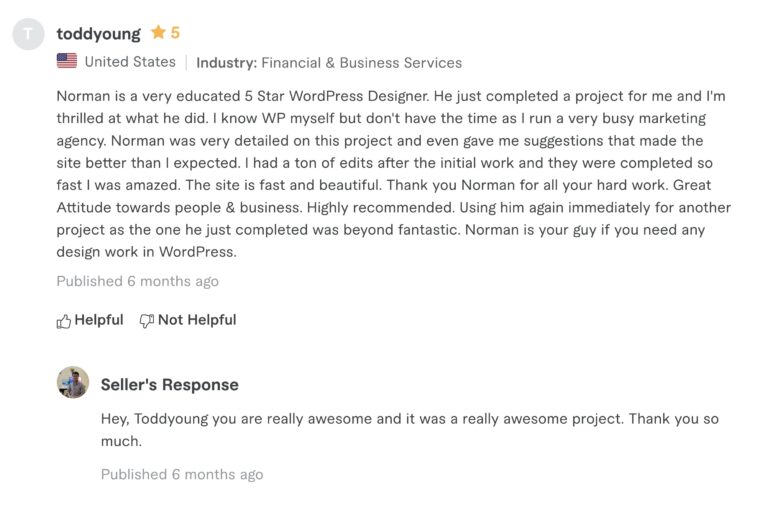 T
toddyoung 5
United States Industry: Financial & Business Services
Norman is a very educated 5 Star WordPress Designer. He just completed a project for me and I'm
thrilled at what he did. I know WP myself but don't have the time as I run a very busy marketing
agency. Norman was very detailed on this project and even gave me suggestions that made the
site better than I expected. I had a ton of edits after the initial work and they were completed so
fast I was amazed. The site is fast and beautiful. Thank you Norman for all your hard work. Great
Attitude towards people & business. Highly recommended. Using him again immediately for another
project as the one he just completed was beyond fantastic. Norman is your guy if you need any
design work in WordPress.
Published 6 months ago
Helpful Not Helpful
Seller's Response
Hey, Toddyoung you are really awesome and it was a really awesome project. Thank you so
much.
Published 6 months ago